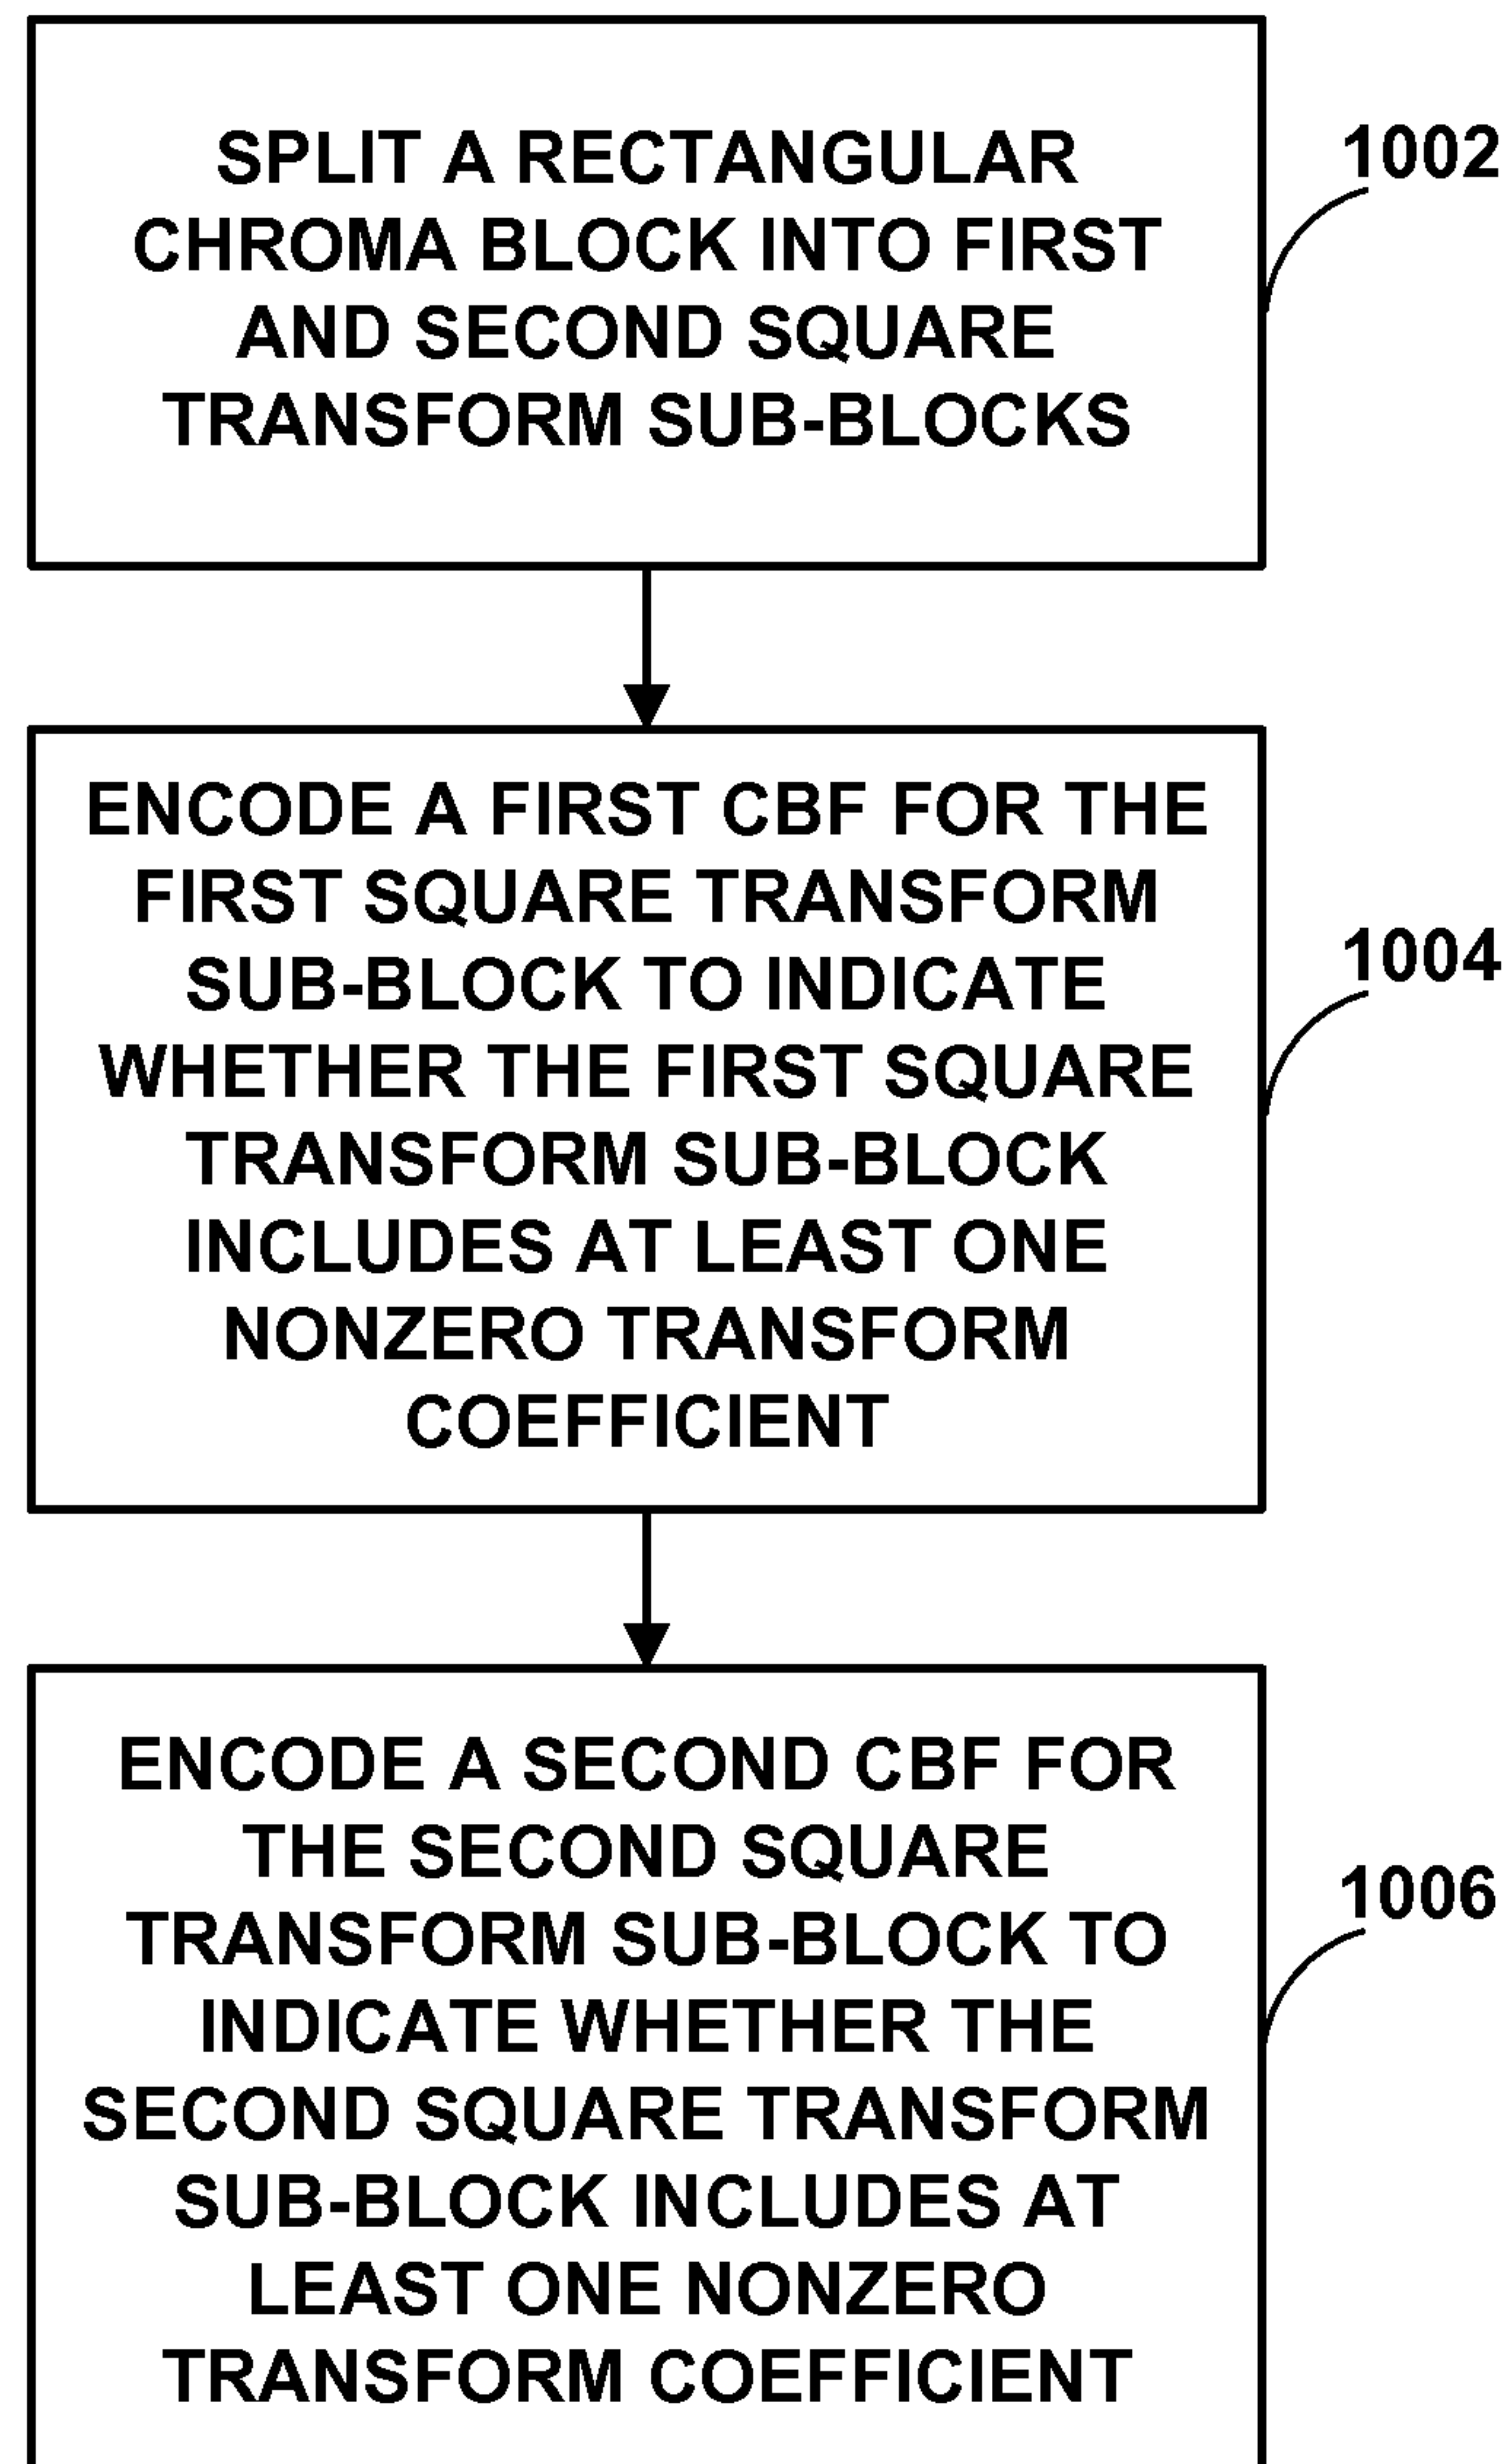 SPLIT A RECTANGULAR
CHROMA BLOCK INTO FIRST
AND SECOND SQUARE
TRANSFORM SUB-BLOCKS
1002
ENCODE A FIRST CBF FOR THE
FIRST SQUARE TRANSFORM
SUB-BLOCK TO INDICATE
WHETHER THE FIRST SQUARE
TRANSFORM SUB-BLOCK
INCLUDES AT LEAST ONE
NONZERO TRANSFORM
COEFFICIENT
1004
ENCODE A SECOND CBF FOR
THE SECOND SQUARE
TRANSFORM SUB-BLOCK TO
INDICATE WHETHER THE
SECOND SQUARE TRANSFORM
SUB-BLOCK INCLUDES AT
LEAST ONE NONZERO
TRANSFORM COEFFICIENT
1006